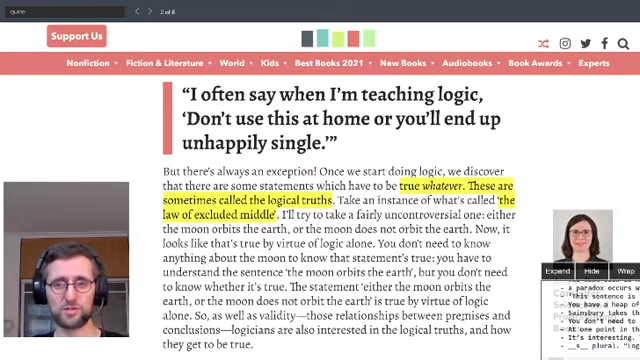 quine
2 of 6
Support Us
Nonfiction Fiction & Literature World Kids Best Books 2021 New Books Audiobooks Book Awards Experts
“I often say when I’m teaching logic,
‘Don’t use this at home or you’ll end up
unhappily single.’”
But there’s always an exception! Once we start doing logic, we discover
that there are some statements which have to be true whatever. These are
sometimes called the logical truths. Take an instance of what’s called ‘the
law of excluded middle’. I’ll try to take a fairly uncontroversial one: either
the moon orbits the earth, or the moon does not orbit the earth. Now, it
looks like that’s true by virtue of logic alone. You don’t need to know
anything about the moon to know that statement’s true: you have to
understand the sentence ‘the moon orbits the earth’, but you don’t need
to know whether it’s true. The statement ‘either the moon orbits the
earth, or the moon does not orbit the earth’ is true by virtue of logic
alone. So, as well as validity—those relationships between premises and
conclusions—logicians are also interested in the logical truths, and how
they get to be true.
Expand Hide Wrap
- a paradox occurs w
- "This sentence is
- You have a heap of
- Sainsbury takes the
- You don't need to
- At one point in the
- It's interesting.
- __s__ plural. "log